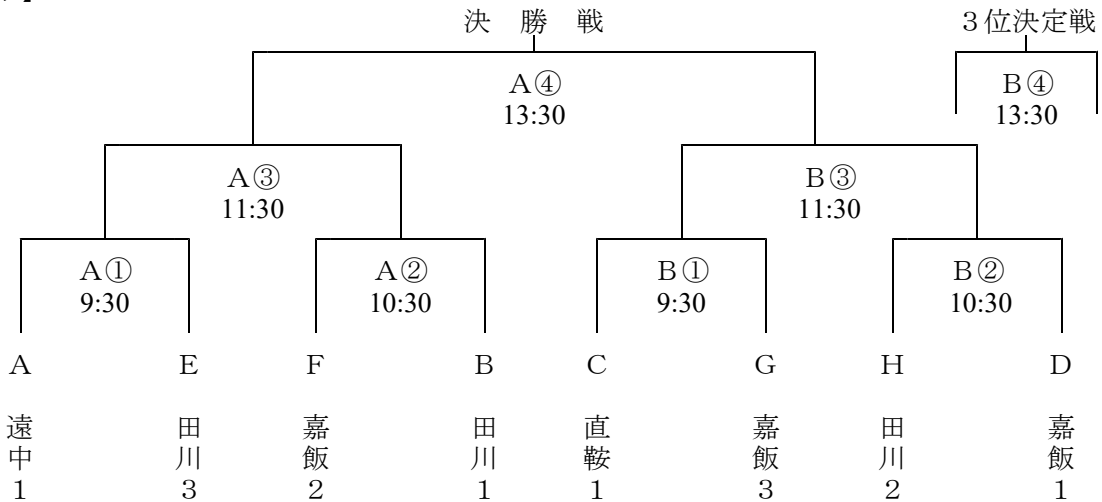 決 勝 戦 3位決定戦
A④ B④
13:30 13:30
A③ B③
11:30 11:30
A① A② B① B②
9:30 10:30 9:30 10:30
A E F B C G H D
遠中1 田川3 嘉飯2 田川1 直鞍1 嘉飯3 田川2 嘉飯1